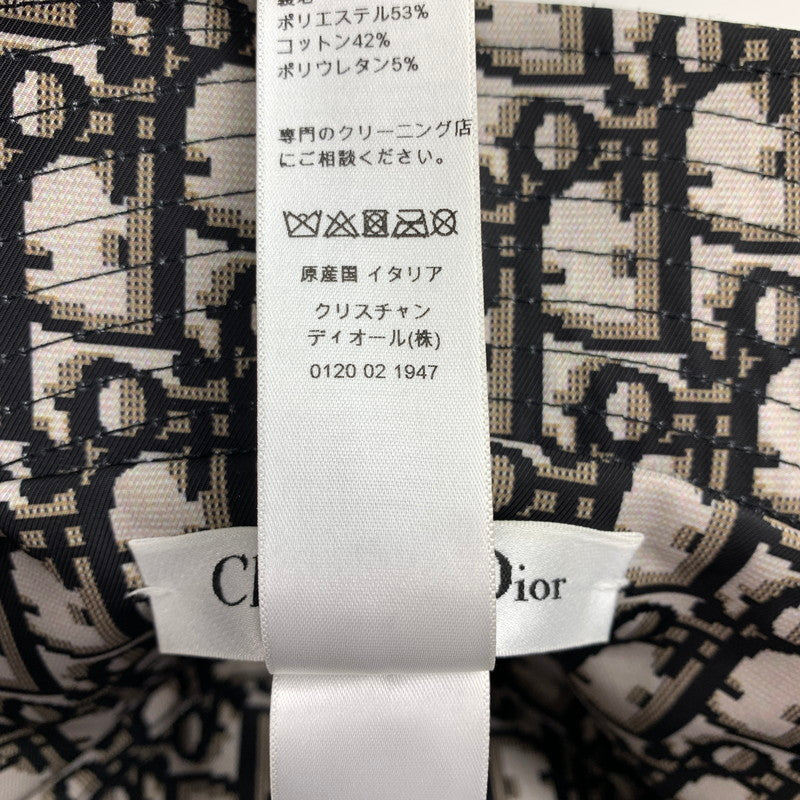 ポリエステル53%
コットン42%
ポリウレタン5%
専門のクリーニング店
にご相談ください。
原産国 イタリア
クリスチャン
ディオール(株)
0120 02 1947
Dior